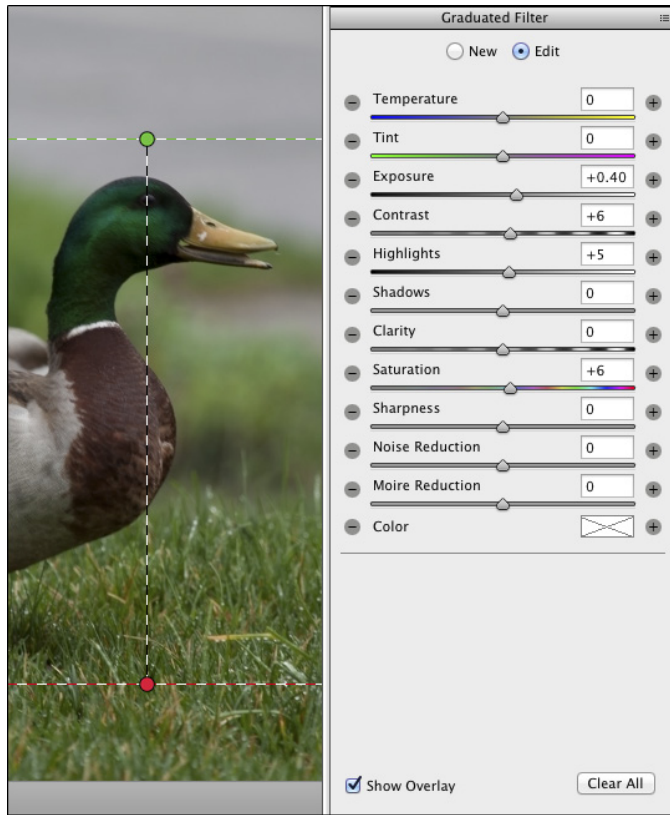 Graduated Filter
New Edit
Temperature 0
Tint 0
Exposure +0.40
Contrast +6
Highlights +5
Shadows 0
Clarity 0
Saturation +6
Sharpness 0
Noise Reduction 0
Moire Reduction 0
Color
Show Overlay Clear All